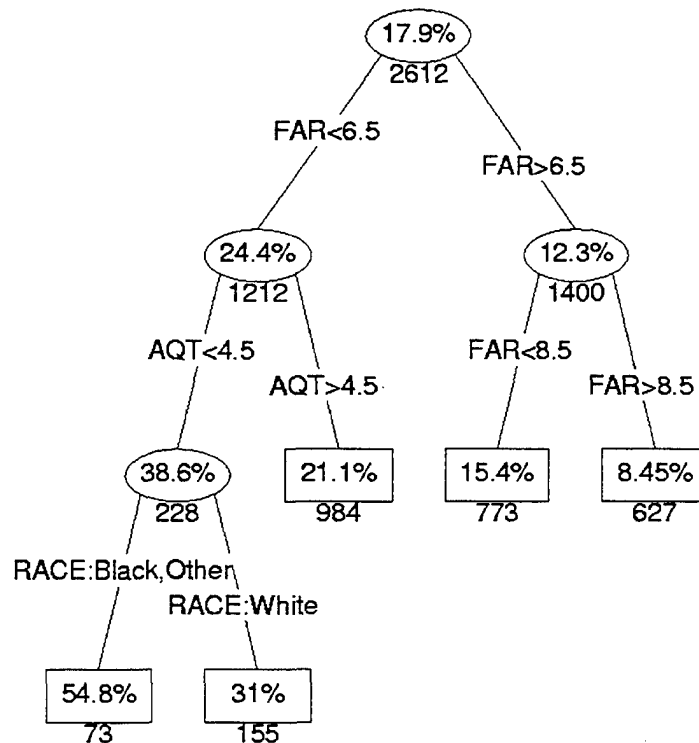 17.9%
2612
FAR<6.5
FAR>6.5
24.4%
12.3%
1212
1400
AQT<4.5
FAR<8.5
AQT>4.5
FAR>8.5
38.6%
21.1%
15.4%
8.45%
228
984
773
627
RACE:Black,Other
RACE:White
54.8%
31%
73
155